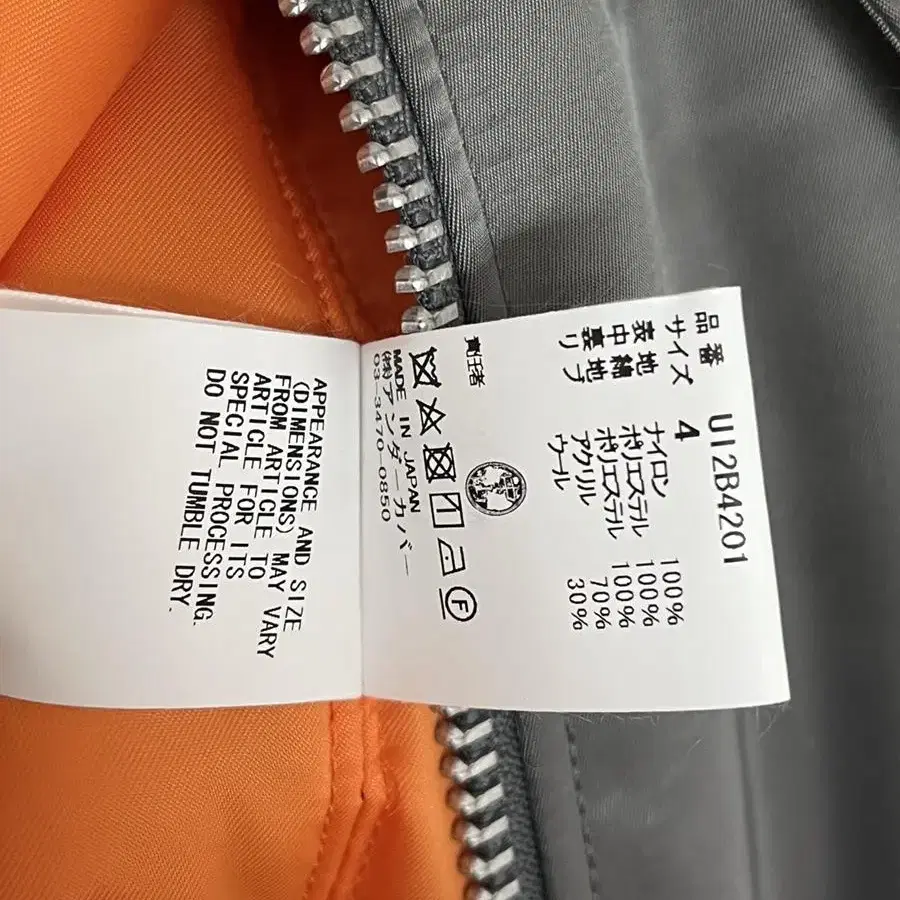 品番 UI2B4201
サイズ 4
表地 ナイロン 100%
中綿 ポリエステル 100%
裏地 ポリエステル 100%
リブ アクリル 70%
ウール 30%
責任者
F
MADE IN JAPAN
(株)アンダーカバー
03-3470-0850
APPEARANCE AND SIZE
(DIMENSIONS) MAY VARY
FROM ARTICLE TO
ARTICLE FOR ITS
SPECIAL PROCESSING.
DO NOT TUMBLE DRY.